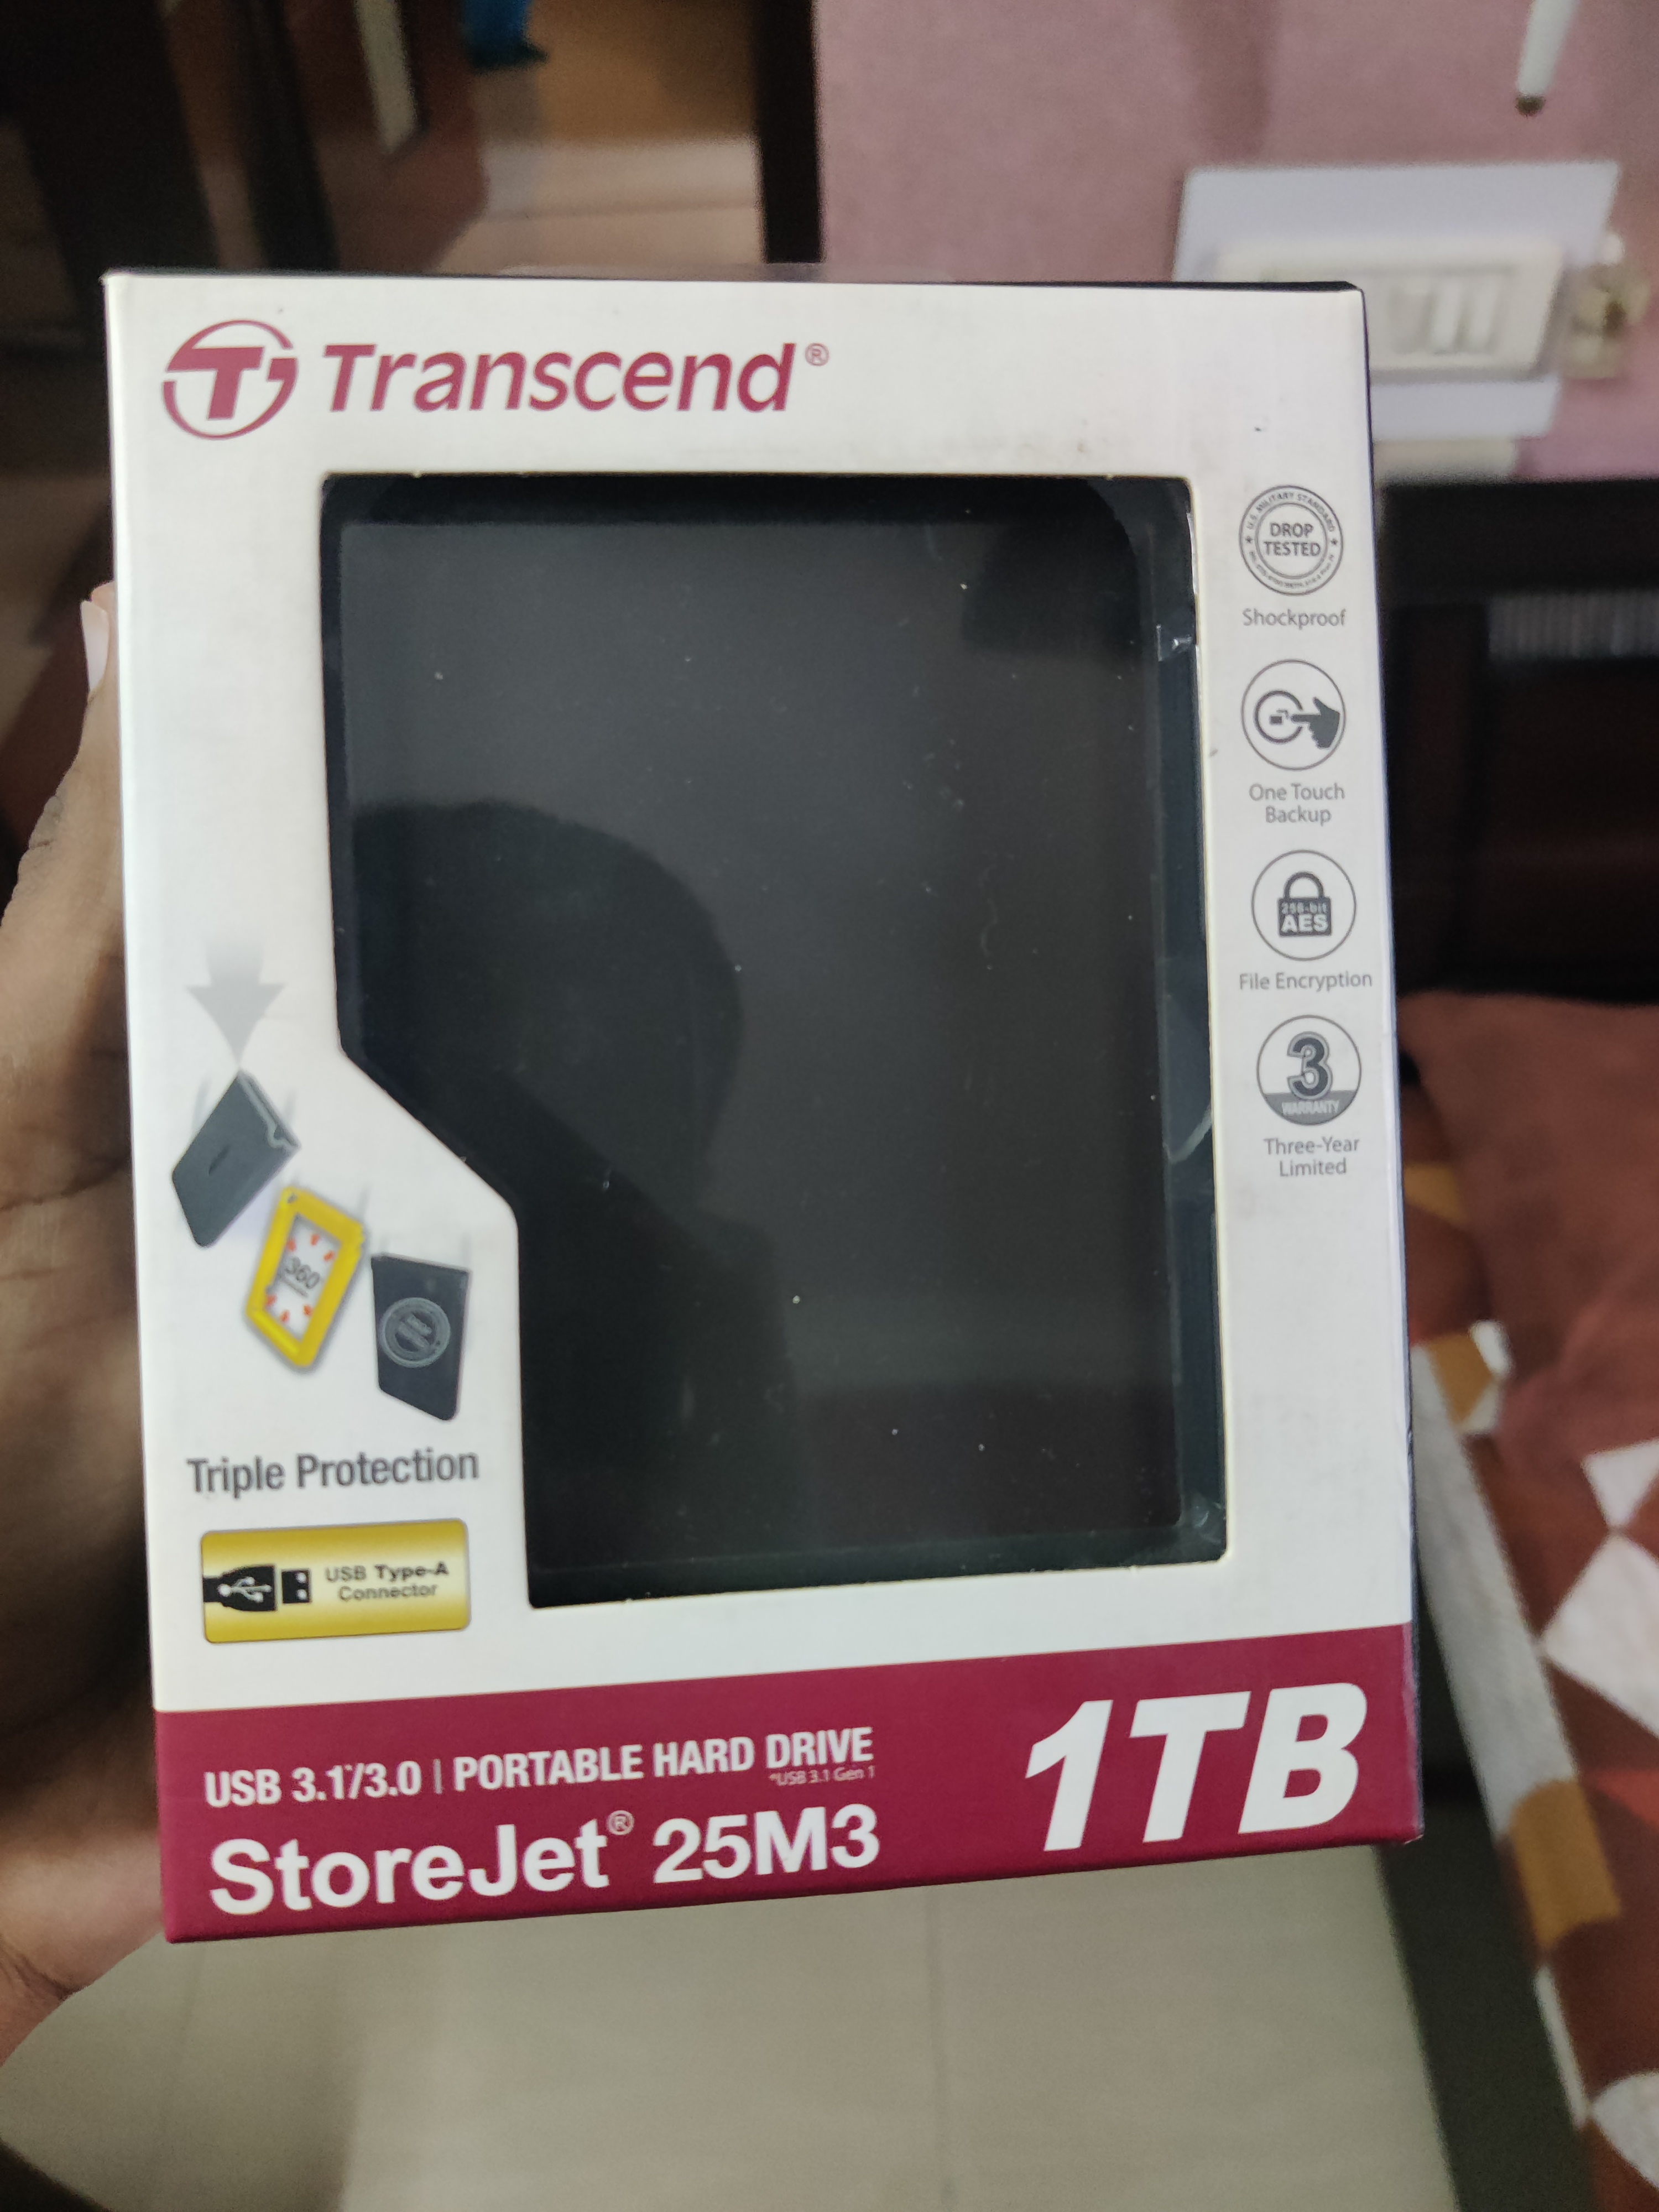 Transcend®
U.S. MILITARY STANDARD
DROP
TESTED
Shockproof
One Touch
Backup
256-bit
AES
File Encryption
3
WARRANTY
Three-Year
Limited
360°
DROP
Triple Protection
USB Type-A
Connector
USB 3.1*/3.0 | PORTABLE HARD DRIVE
*USB 3.1 Gen 1
StoreJet® 25M3
1TB